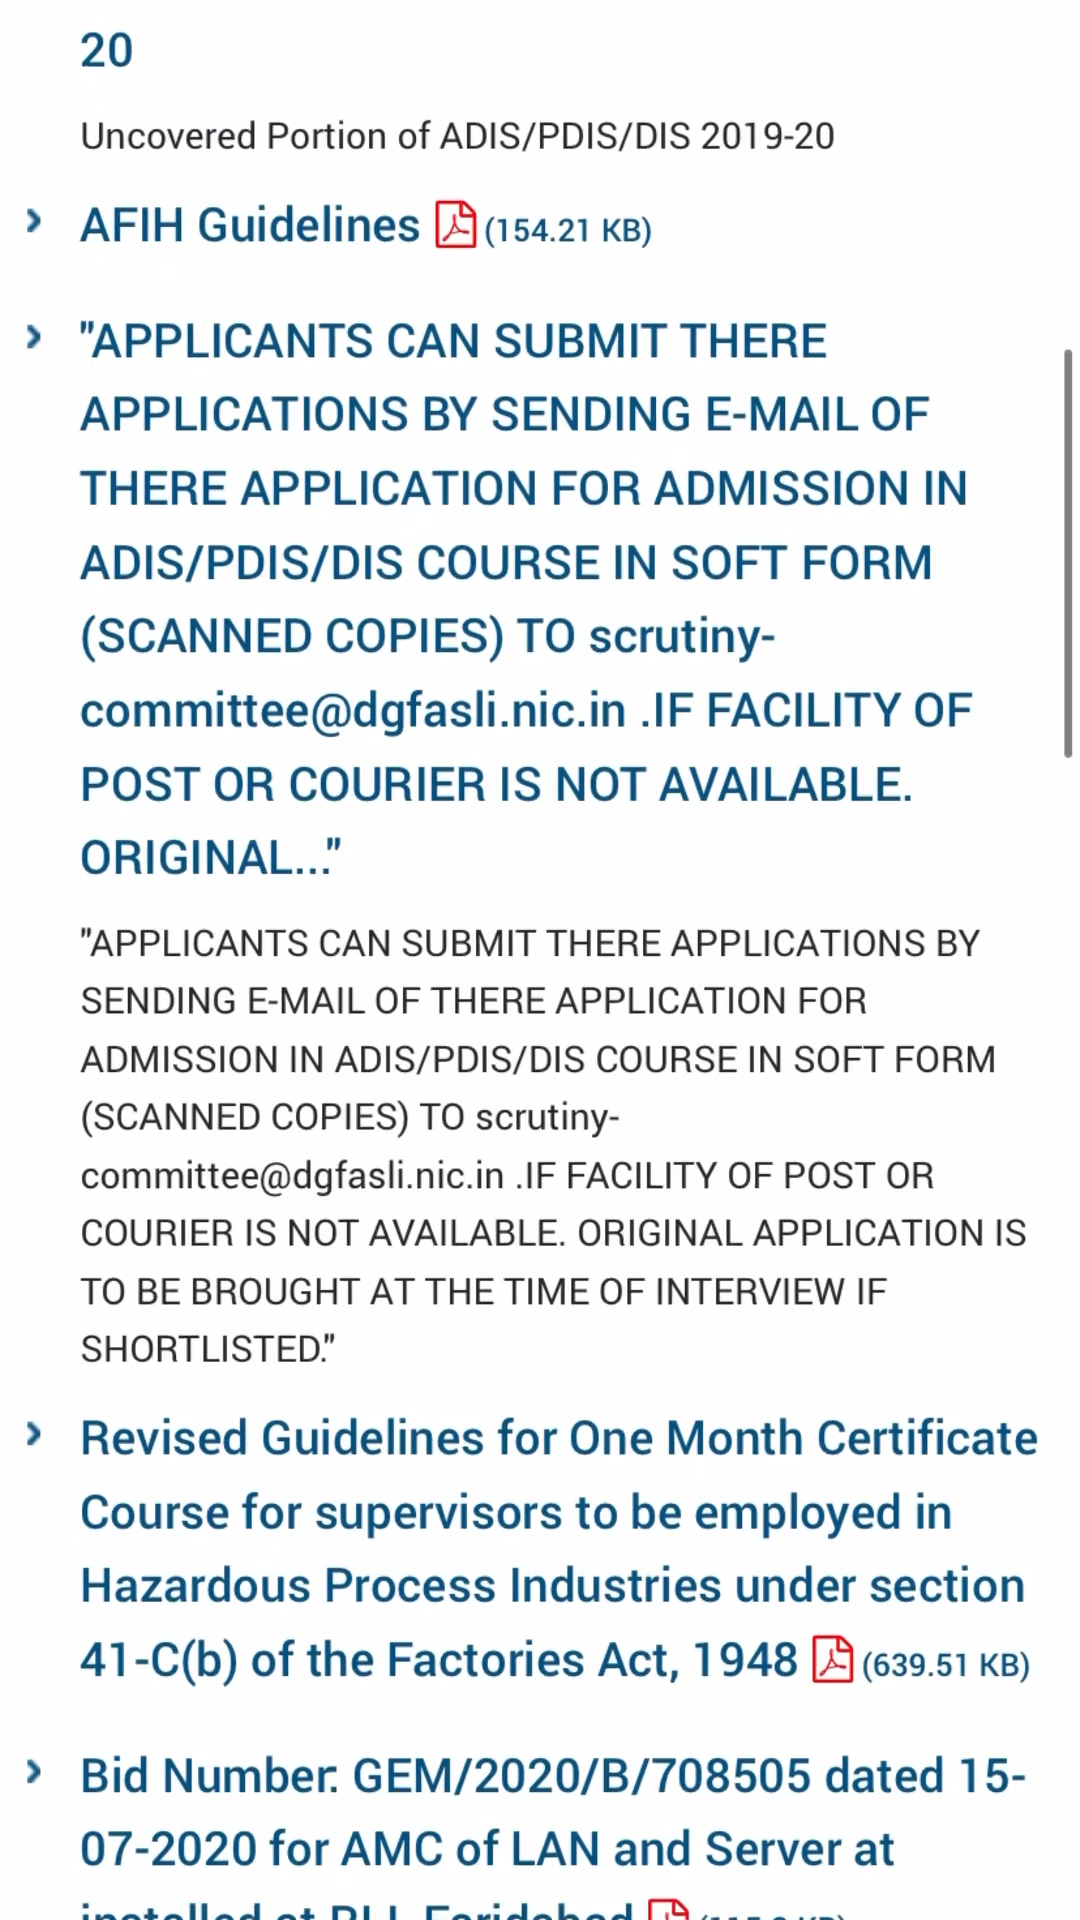 20
Uncovered Portion of ADIS/PDIS/DIS 2019-20
AFIH Guidelines (154.21 KB)
"APPLICANTS CAN SUBMIT THERE
APPLICATIONS BY SENDING E-MAIL OF
THERE APPLICATION FOR ADMISSION IN
ADIS/PDIS/DIS COURSE IN SOFT FORM
(SCANNED COPIES) TO scrutiny-
committee@dgfasli.nic.in .IF FACILITY OF
POST OR COURIER IS NOT AVAILABLE.
ORIGINAL..."
"APPLICANTS CAN SUBMIT THERE APPLICATIONS BY
SENDING E-MAIL OF THERE APPLICATION FOR
ADMISSION IN ADIS/PDIS/DIS COURSE IN SOFT FORM
(SCANNED COPIES) TO scrutiny-
committee@dgfasli.nic.in .IF FACILITY OF POST OR
COURIER IS NOT AVAILABLE. ORIGINAL APPLICATION IS
TO BE BROUGHT AT THE TIME OF INTERVIEW IF
SHORTLISTED."
Revised Guidelines for One Month Certificate
Course for supervisors to be employed in
Hazardous Process Industries under section
41-C(b) of the Factories Act, 1948 (639.51 KB)
Bid Number: GEM/2020/B/708505 dated 15-
07-2020 for AMC of LAN and Server at
installed at RLI, Faridabad